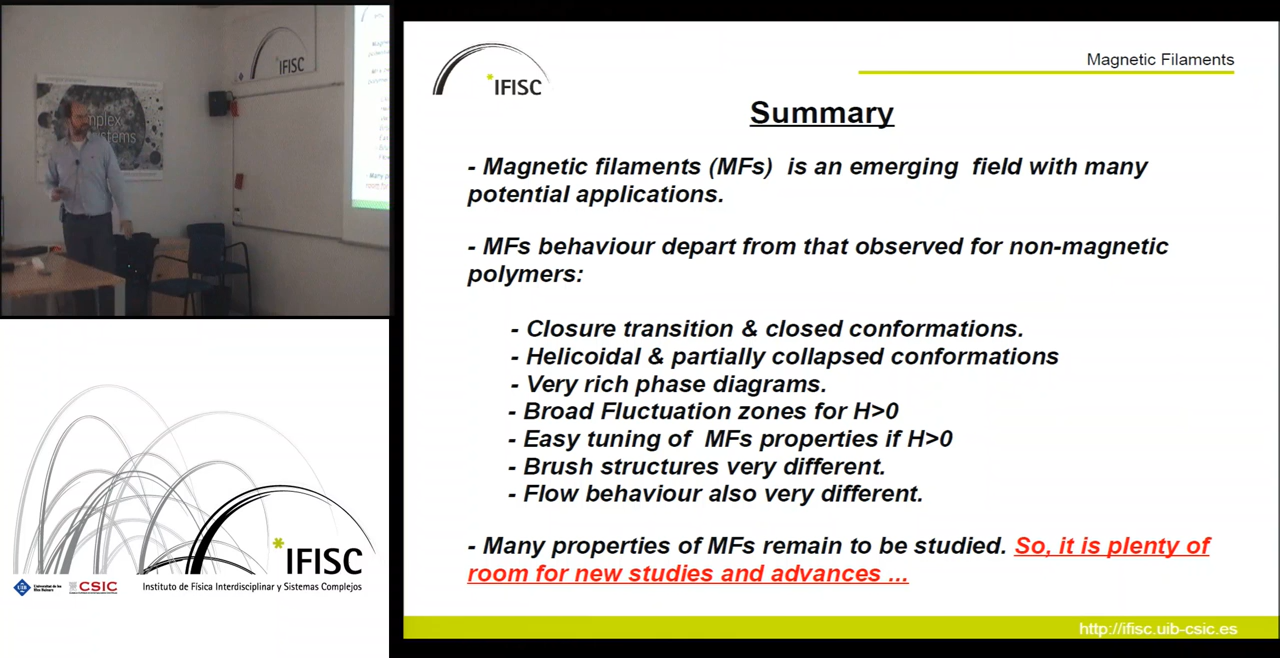 IFISC
mplex
stems
*IFISC
Magnetic Filaments
Summary
- Magnetic filaments (MFs) is an emerging field with many
potential applications.
- MFs behaviour depart from that observed for non-magnetic
polymers:
- Closure transition & closed conformations.
- Helicoidal & partially collapsed conformations
- Very rich phase diagrams.
- Broad Fluctuation zones for H>0
- Easy tuning of MFs properties if H>0
- Brush structures very different.
- Flow behaviour also very different.
- Many properties of MFs remain to be studied. So, it is plenty of
room for new studies and advances ...
http://ifisc.uib-csic.es
*IFISC
UIB
CSIC
Instituto de Física Interdisciplinar y Sistemas Complejos